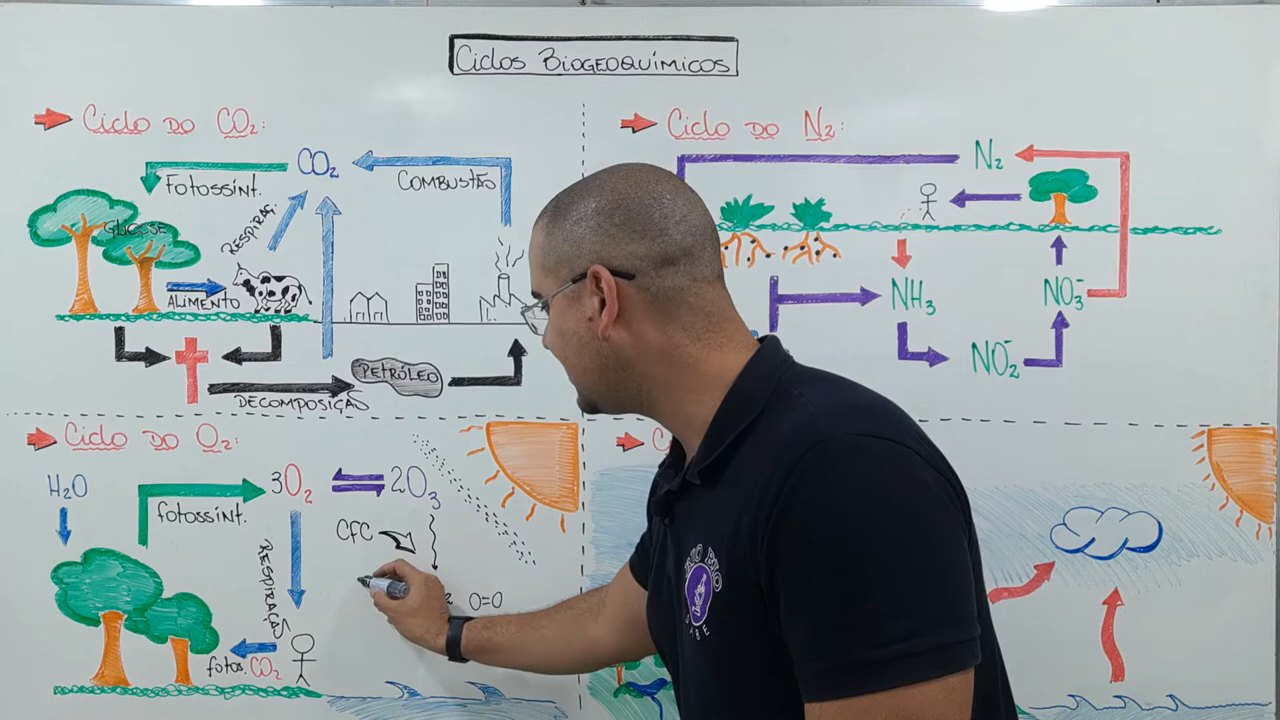 Ciclos Biogeoquímicos
Ciclo do CO₂:
CO₂
Fotossínt.
Combustão
Glicose
Respiraç.
Alimento
Petróleo
Decomposição
Ciclo do N₂:
N₂
NH₃
NO₃⁻
NO₂⁻
Ciclo do O₂:
H₂O
3O₂
2O₃
fotossínt.
CFC
Respiração
O=O
fotos.
CO₂